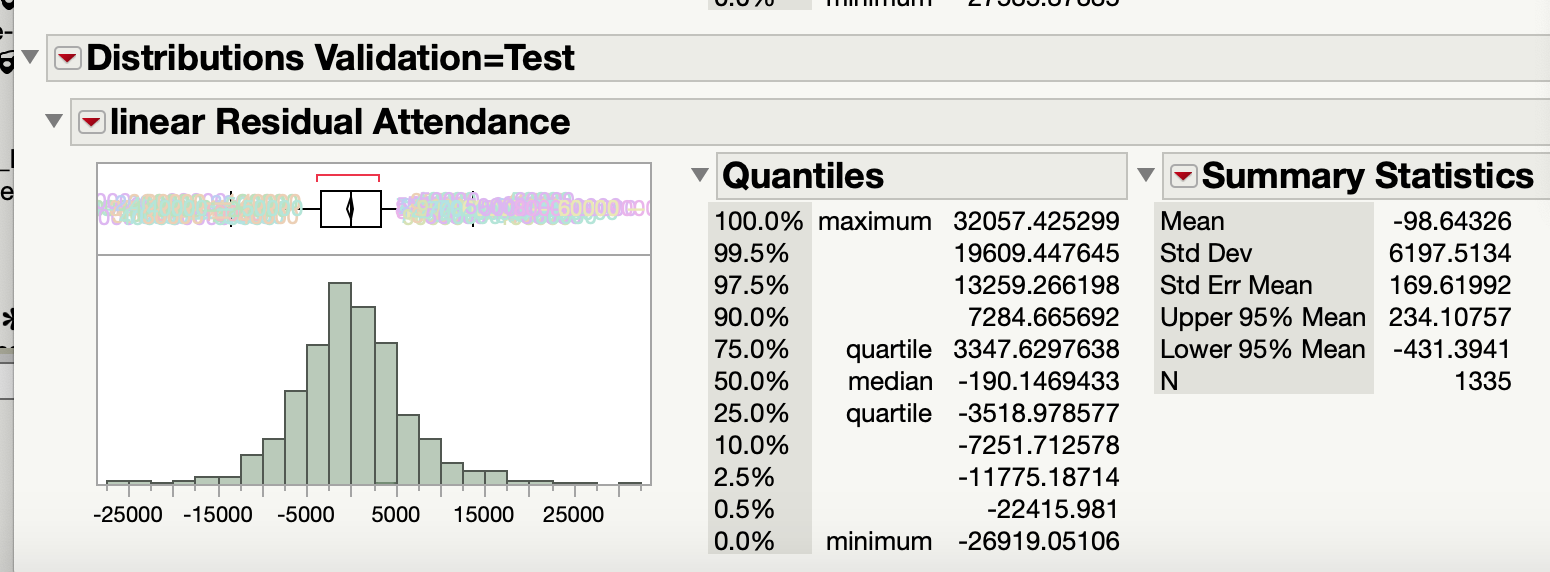 Distributions Validation=Test
linear Residual Attendance
Quantiles
100.0% maximum 32057.425299
99.5% 19609.447645
97.5% 13259.266198
90.0% 7284.665692
75.0% quartile 3347.6297638
50.0% median -190.1469433
25.0% quartile -3518.978577
10.0% -7251.712578
2.5% -11775.18714
0.5% -22415.981
0.0% minimum -26919.05106
Summary Statistics
Mean -98.64326
Std Dev 6197.5134
Std Err Mean 169.61992
Upper 95% Mean 234.10757
Lower 95% Mean -431.3941
N 1335
-25000 -15000 -5000 5000 15000 25000